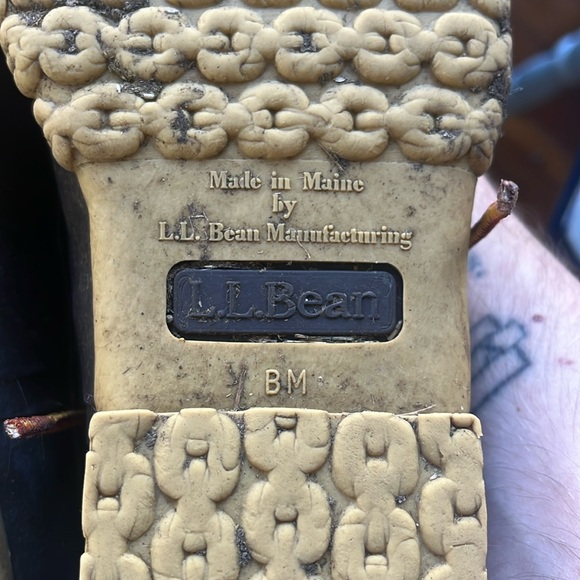 Made in Maine
by
L.L. Bean Manufacturing
L.L.Bean
BM